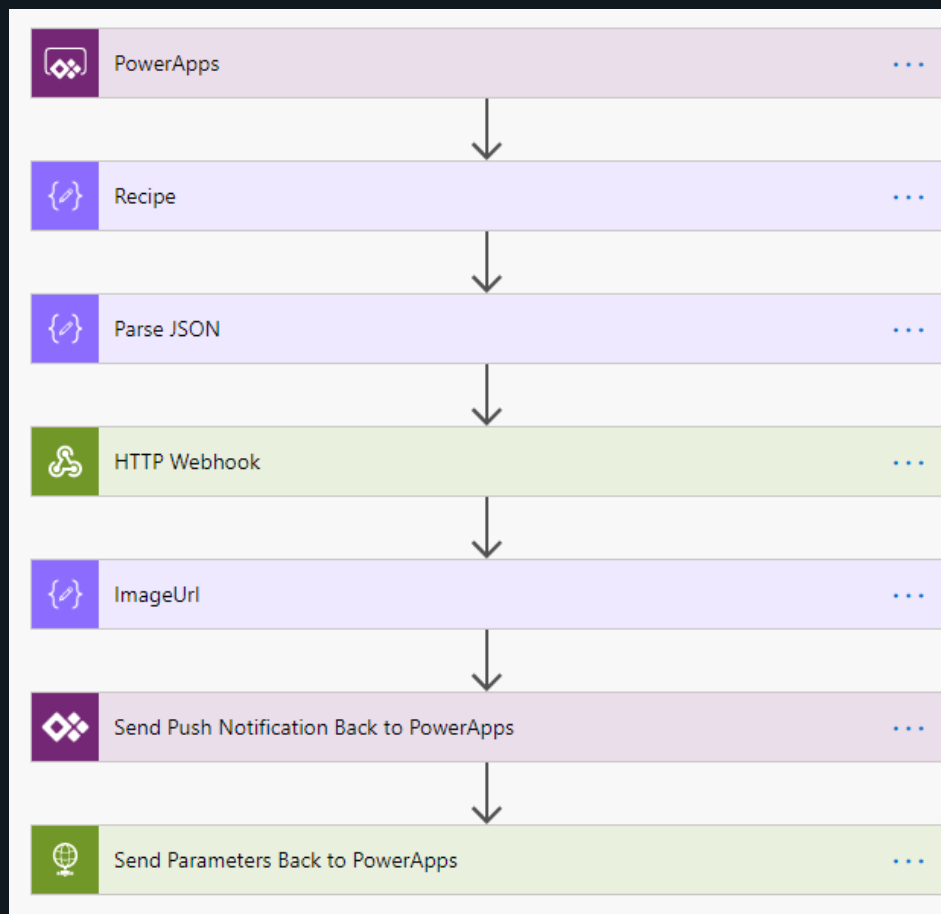 PowerApps
Recipe
Parse JSON
HTTP Webhook
ImageUrl
Send Push Notification Back to PowerApps
Send Parameters Back to PowerApps